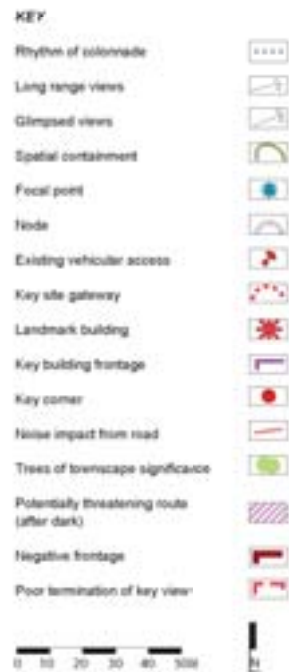 KEY
Rhythm of colonnade
Long range views
Glimpsed views
Spatial containment
Focal point
Node
Existing vehicular access
Key site gateway
Landmark building
Key building frontage
Key corner
Noise impact from road
Trees of townscape significance
Potentially threatening route
(after dark)
Negative frontage
Poor termination of key view
0 10 20 30 40 50M
N